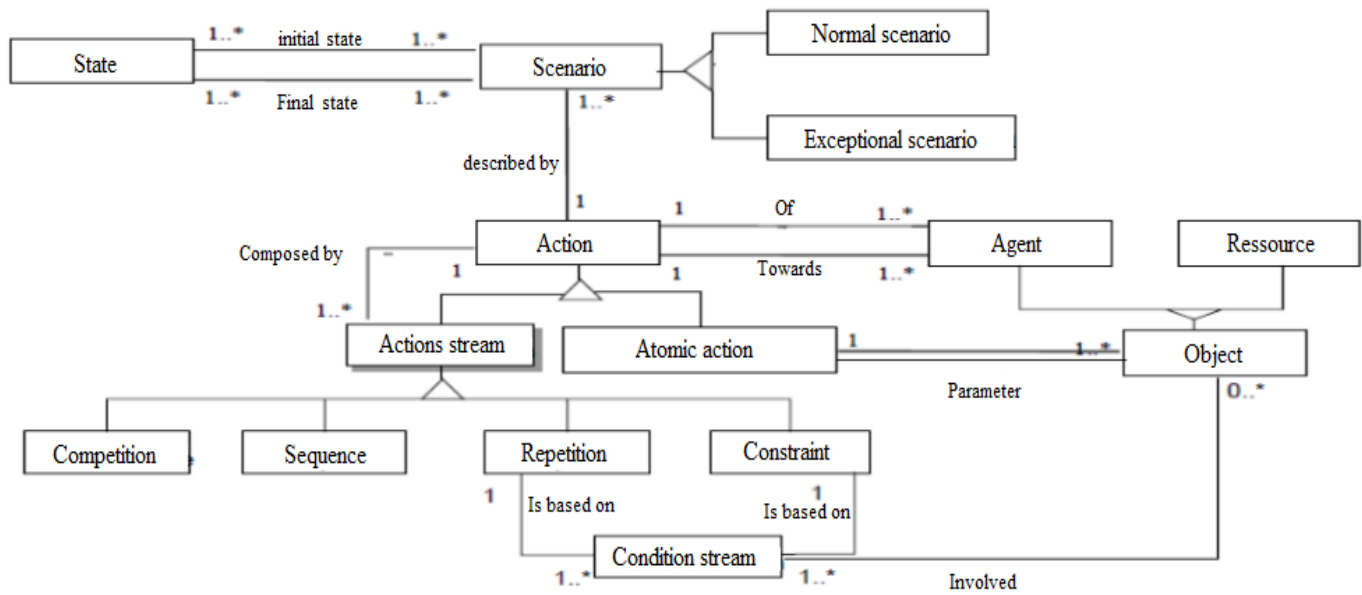 Normal scenario
1..* initial state 1..*
State
Scenario
1..* Final state 1..*
1..*
Exceptional scenario
described by
1
1 Of 1..*
Action
Agent
Ressource
Composed by
1
1 Towards 1..*
1..*
Actions stream
Atomic action
1 1..*
Object
Parameter
0..*
Competition
Sequence
Repetition
Constraint
1
Is based on
1
Is based on
Condition stream
1..*
1..*
Involved